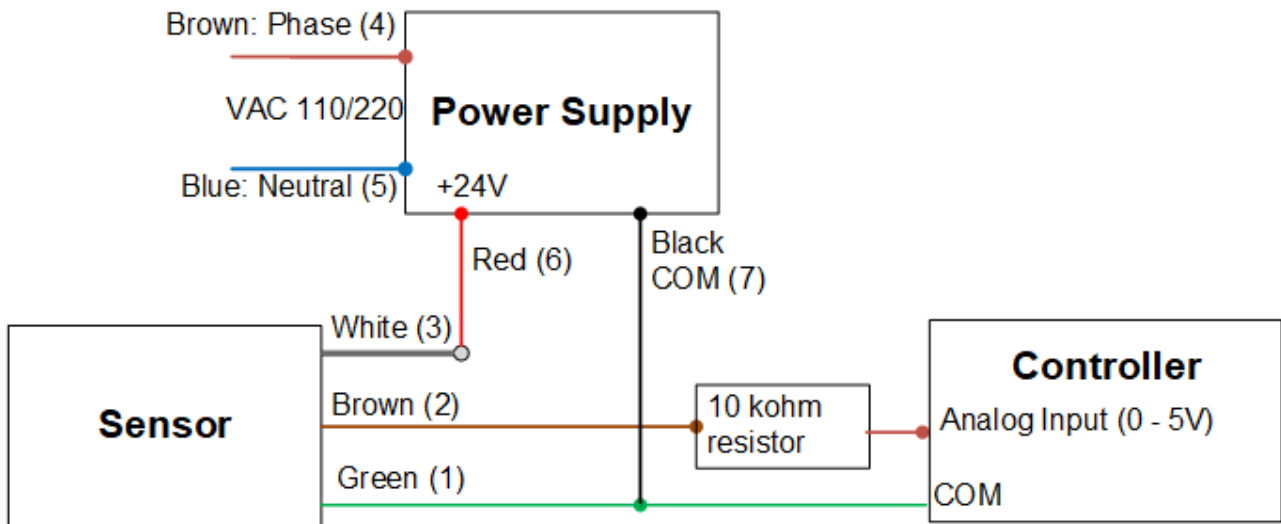 Brown: Phase (4)
VAC 110/220
Power Supply
Blue: Neutral (5)
+24V
Red (6)
Black
COM (7)
White (3)
Sensor
Brown (2)
Green (1)
10 kohm
resistor
Controller
Analog Input (0 - 5V)
COM